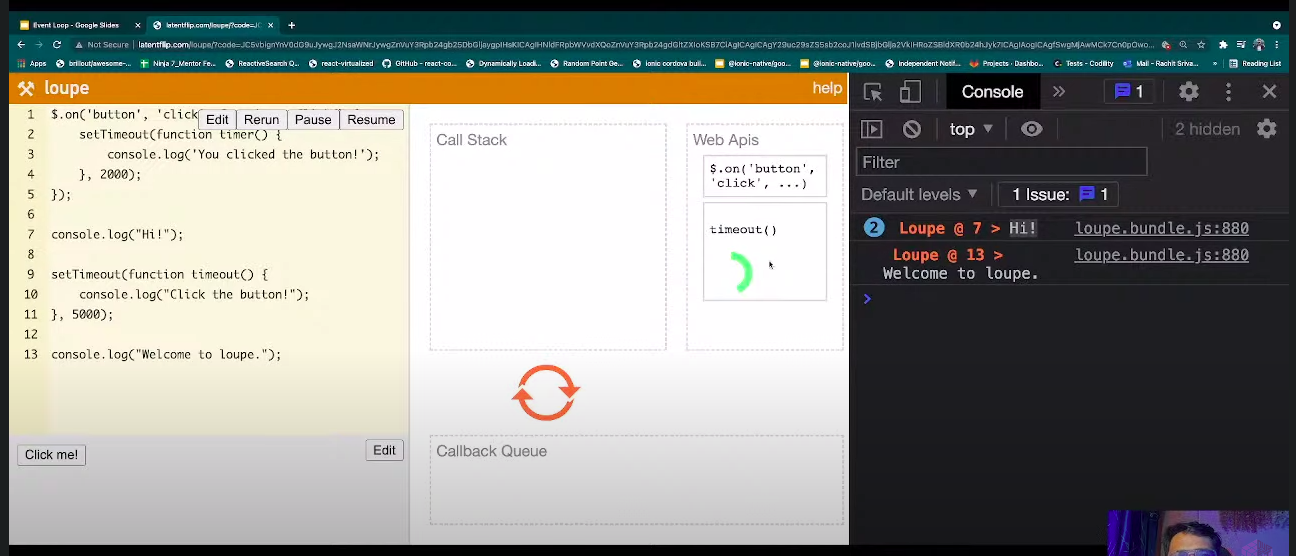 Event Loop - Google Slides
latentflip.com/loupe/?code=JC
Not Secure | latentflip.com/loupe/?code=
Apps
brillout/awesome-...
Ninja 7_Mentor Fe...
ReactiveSearch Q...
react-virtualized
GitHub - react-co...
Dynamically Loadi...
Random Point Ge...
ionic cordova buil...
@ionic-native/goo...
@ionic-native/goo...
Independent Notif...
Projects - Dashbo...
Tests - Codility
Mail - Rachit Sriva...
Reading List
loupe
help
Edit
Rerun
Pause
Resume
1 $.on('button', 'click
2 setTimeout(function timer() {
3 console.log('You clicked the button!');
4 }, 2000);
5 });
6
7 console.log("Hi!");
8
9 setTimeout(function timeout() {
10 console.log("Click the button!");
11 }, 5000);
12
13 console.log("Welcome to loupe.");
Click me!
Edit
Call Stack
Web Apis
$.on('button',
'click', ...)
timeout()
Callback Queue
Console
1
top
2 hidden
Filter
Default levels
1 Issue: 1
2 Loupe @ 7 > Hi! loupe.bundle.js:880
Loupe @ 13 > loupe.bundle.js:880
Welcome to loupe.